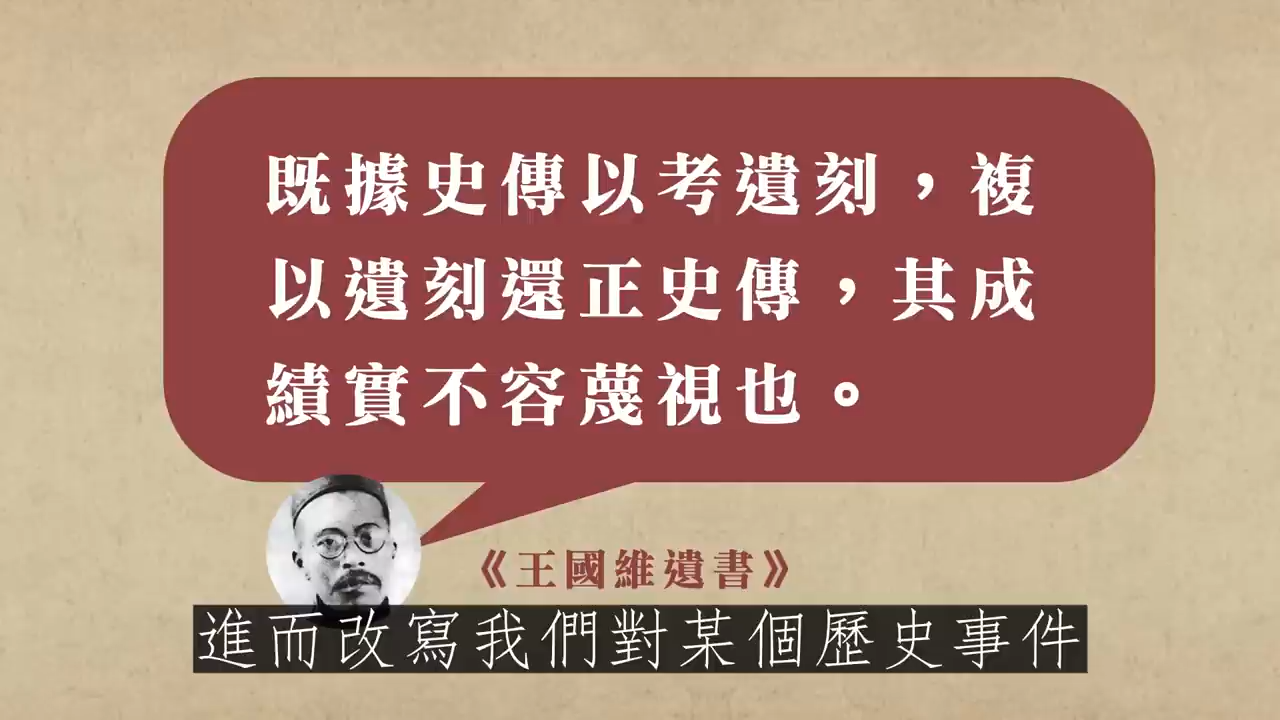 既據史傳以考遺刻，複
以遺刻還正史傳，其成
績實不容蔑視也。
《王國維遺書》
進而改寫我們對某個歷史事件